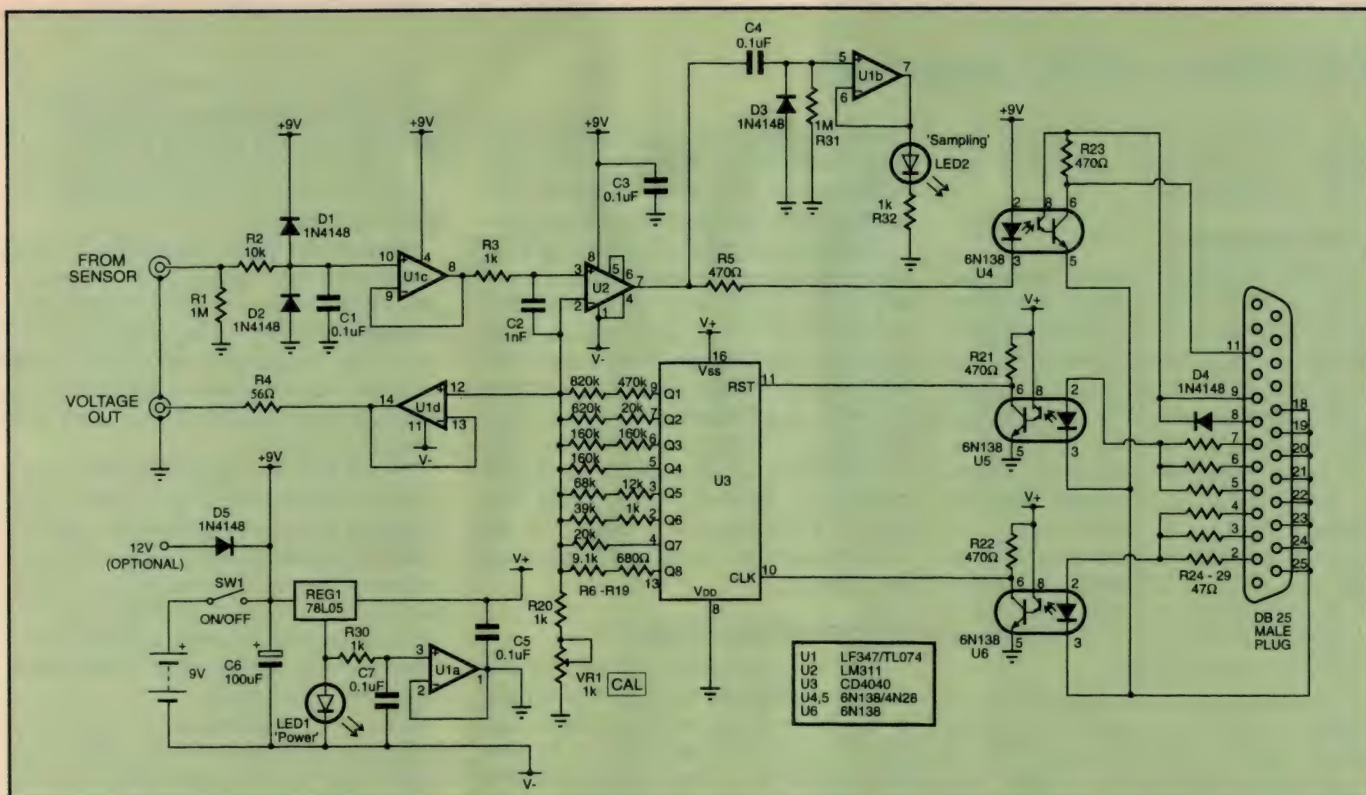 C4
0.1uF
5
7
U1b
6
D3
1N4148
1M
R31
'Sampling'
LED2
1k
R32
+9V
R23
470Ω
2
8
6
3
5
6N138
U4
+9V
D1
1N4148
R2
10k
FROM
SENSOR
R1
1M
D2
1N4148
C1
0.1uF
+9V
10
4
8
U1c
9
R3
1k
C2
1nF
+9V
C3
0.1uF
8
5
3
6
7
U2
2
1
4
V-
R5
470Ω
VOLTAGE
OUT
R4
56Ω
14
12
U1d
11
13
V-
V+
16
Vss
RST
11
U3
CLK
10
VDD
8
820k
470k
9
Q1
620k
20k
7
Q2
160k
160k
6
Q3
160k
5
Q4
68k
12k
3
Q5
39k
1k
2
Q6
20k
4
Q7
9.1k
680Ω
13
Q8
R6 -R19
R20
1k
VR1
1k
CAL
V+
R21
470Ω
6
8
2
6N138
U5
5
3
V+
R22
470Ω
6
8
2
6N138
U6
5
3
D4
1N4148
11
9
8
7
6
5
4
3
2
18
19
20
21
22
23
24
25
R24 - 29
47Ω
DB 25
MALE
PLUG
+9V
D5
1N4148
12V
(OPTIONAL)
SW1
ON/OFF
REG1
78L05
V+
R30
1k
3
U1a
2
1
C5
0.1uF
C7
0.1uF
+
9V
+
C6
100uF
LED1
'Power'
V-
U1 LF347/TL074
U2 LM311
U3 CD4040
U4,5 6N138/4N28
U6 6N138